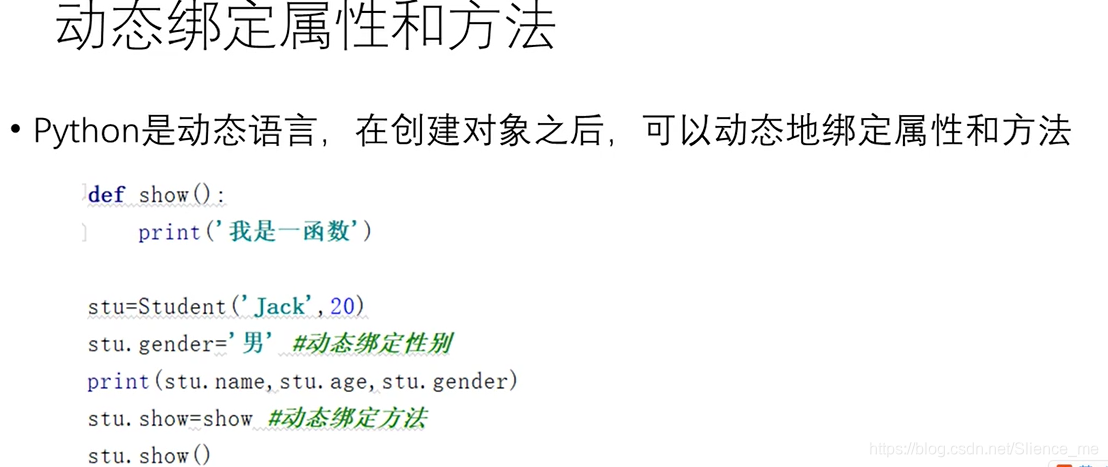 动态绑定属性和方法
• Python是动态语言，在创建对象之后，可以动态地绑定属性和方法
def show():
    print('我是一函数')
stu=Student('Jack',20)
stu.gender='男' #动态绑定性别
print(stu.name,stu.age,stu.gender)
stu.show=show #动态绑定方法
stu.show()
https://blog.csdn.net/Slience_me